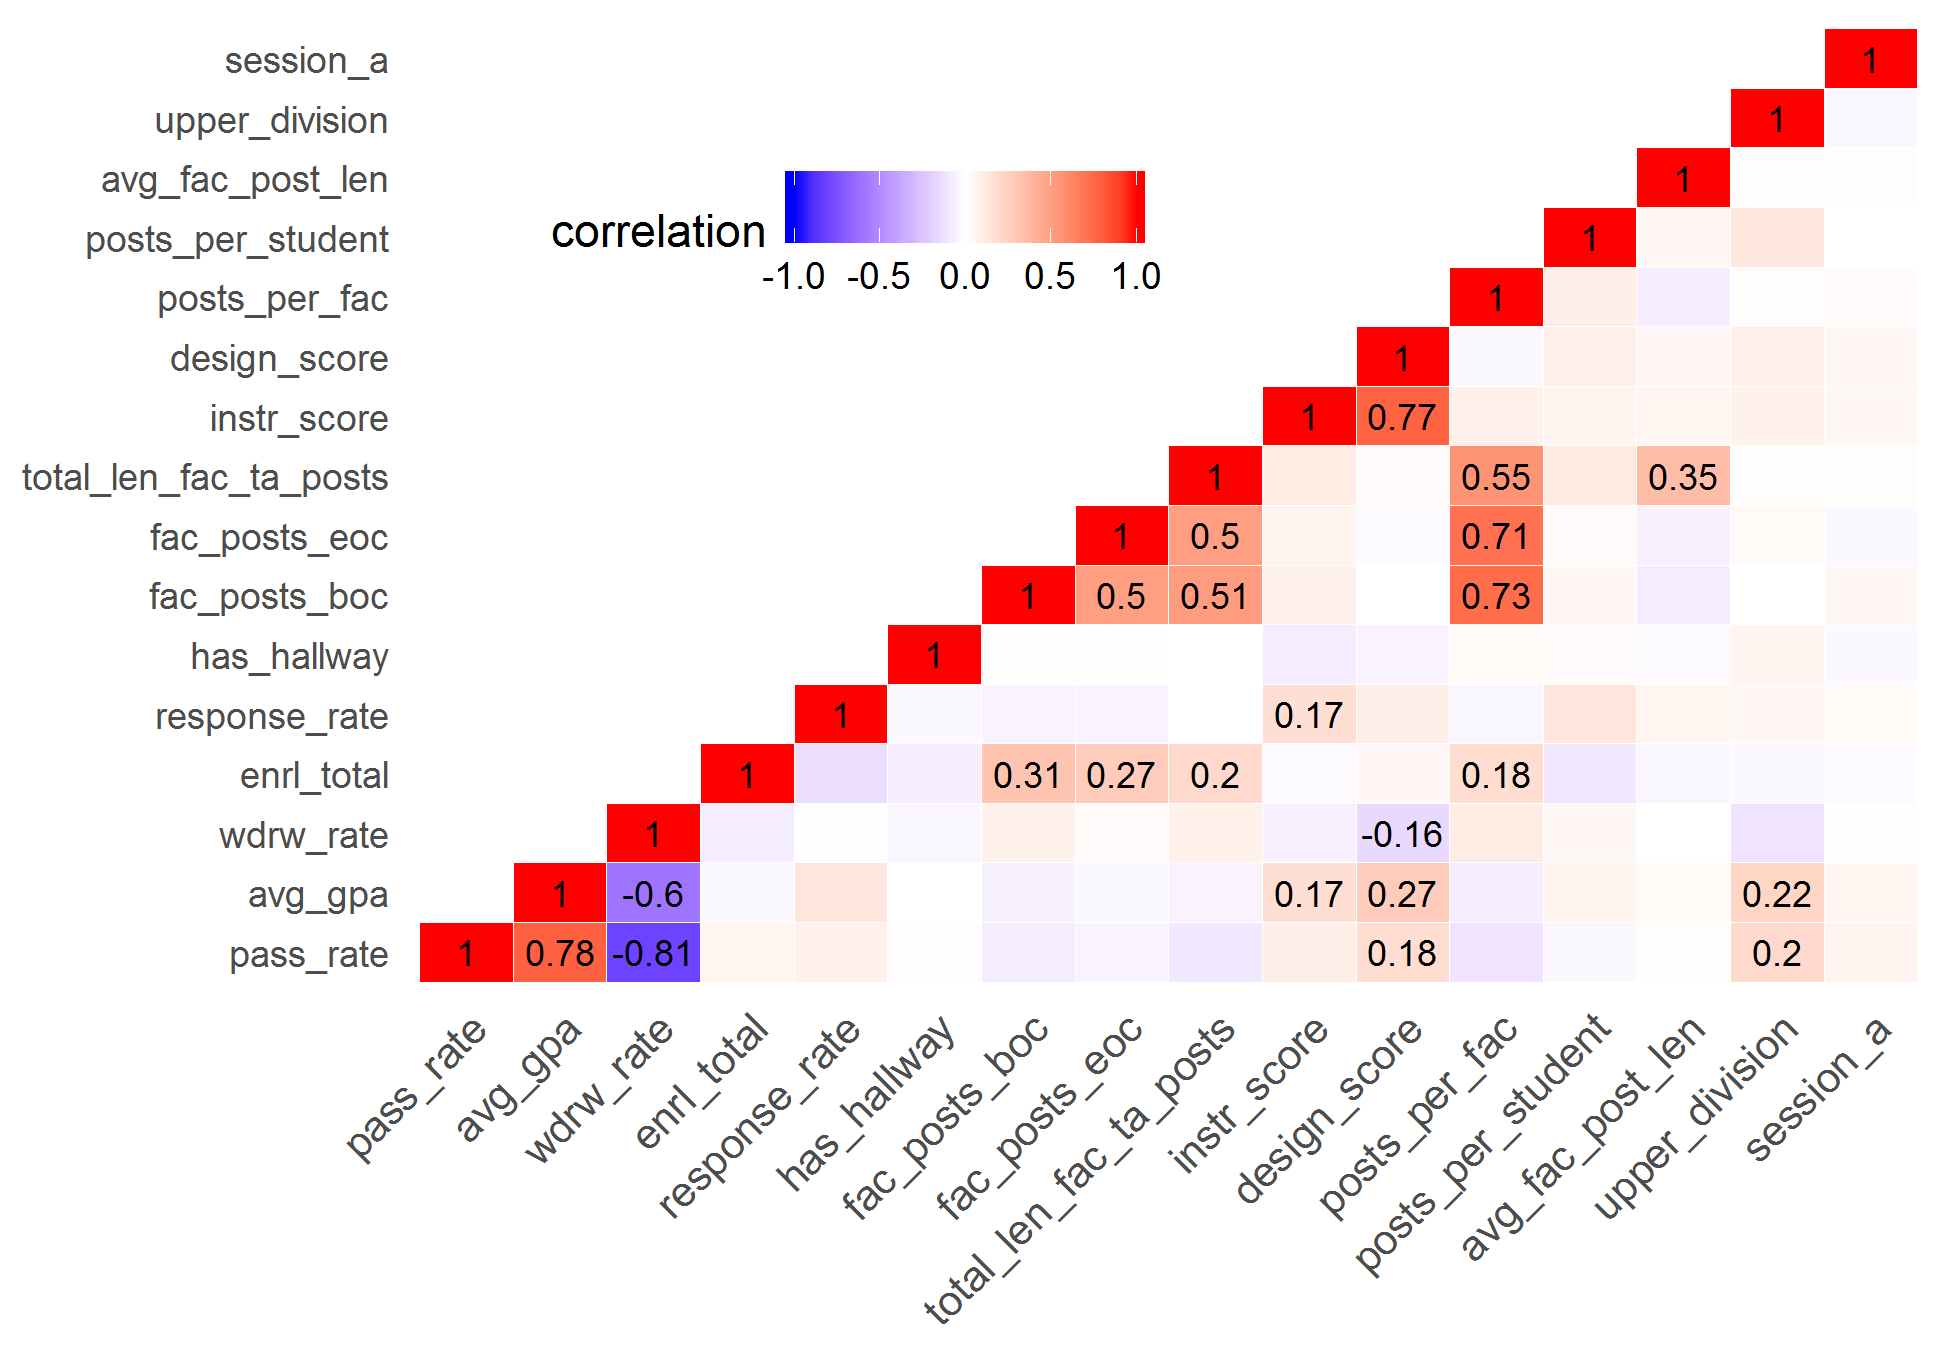 session_a 1
upper_division 1
avg_fac_post_len 1
correlation
-1.0 -0.5 0.0 0.5 1.0
posts_per_student 1
posts_per_fac 1
design_score 1
instr_score 1 0.77
total_len_fac_ta_posts 1 0.55 0.35
fac_posts_eoc 1 0.5 0.71
fac_posts_boc 1 0.5 0.51 0.73
has_hallway 1
response_rate 1 0.17
enrl_total 1 0.31 0.27 0.2 0.18
wdrw_rate 1 -0.16
avg_gpa 1 -0.6 0.17 0.27 0.22
pass_rate 1 0.78 -0.81 0.18 0.2
pass_rate
avg_gpa
wdrw_rate
enrl_total
response_rate
has_hallway
fac_posts_boc
fac_posts_eoc
total_len_fac_ta_posts
instr_score
design_score
posts_per_fac
posts_per_student
avg_fac_post_len
upper_division
session_a